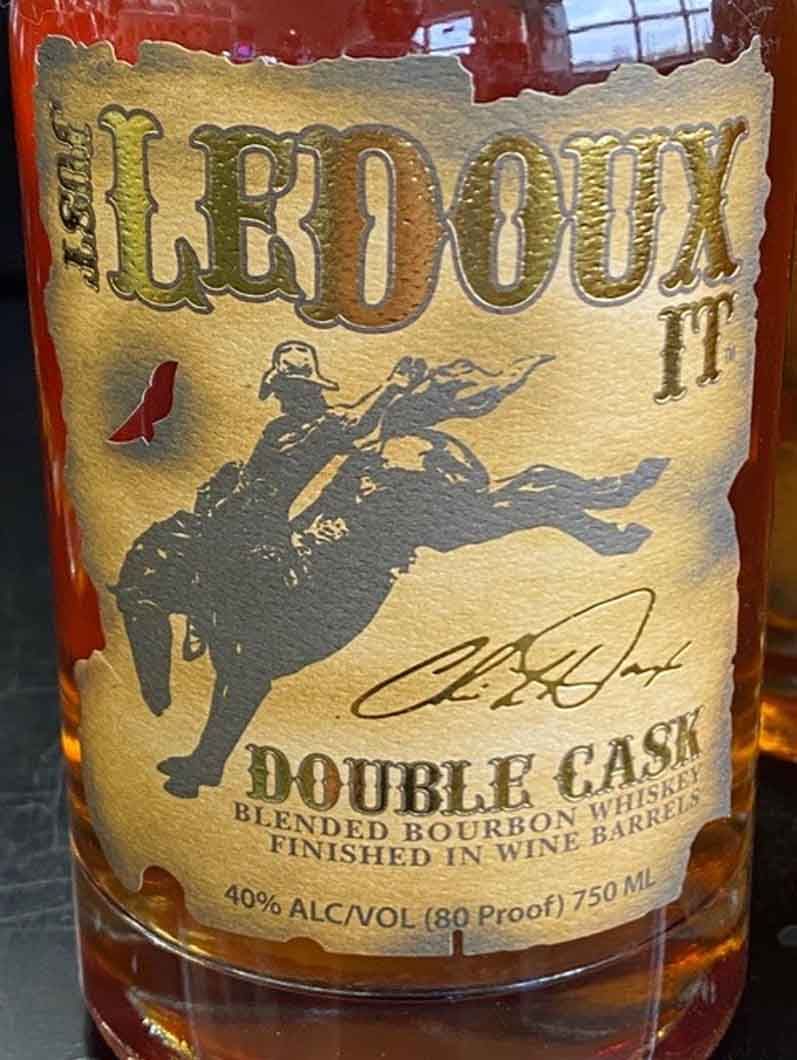 JUST
LEDOUX
IT
DOUBLE CASK
BLENDED BOURBON WHISKEY
FINISHED IN WINE BARRELS
40% ALC/VOL (80 Proof) 750 ML